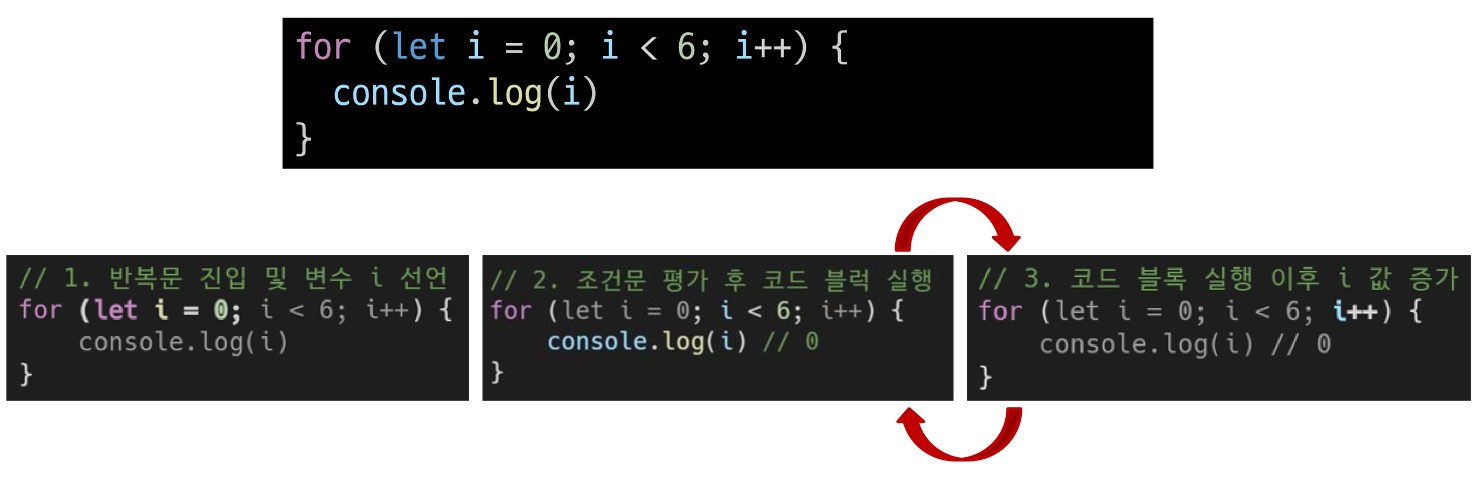 for (let i = 0; i < 6; i++) {
  console.log(i)
}
// 1. 반복문 진입 및 변수 i 선언
for (let i = 0; i < 6; i++) {
    console.log(i)
}
// 2. 조건문 평가 후 코드 블럭 실행
for (let i = 0; i < 6; i++) {
    console.log(i) // 0
}
// 3. 코드 블록 실행 이후 i 값 증가
for (let i = 0; i < 6; i++) {
    console.log(i) // 0
}